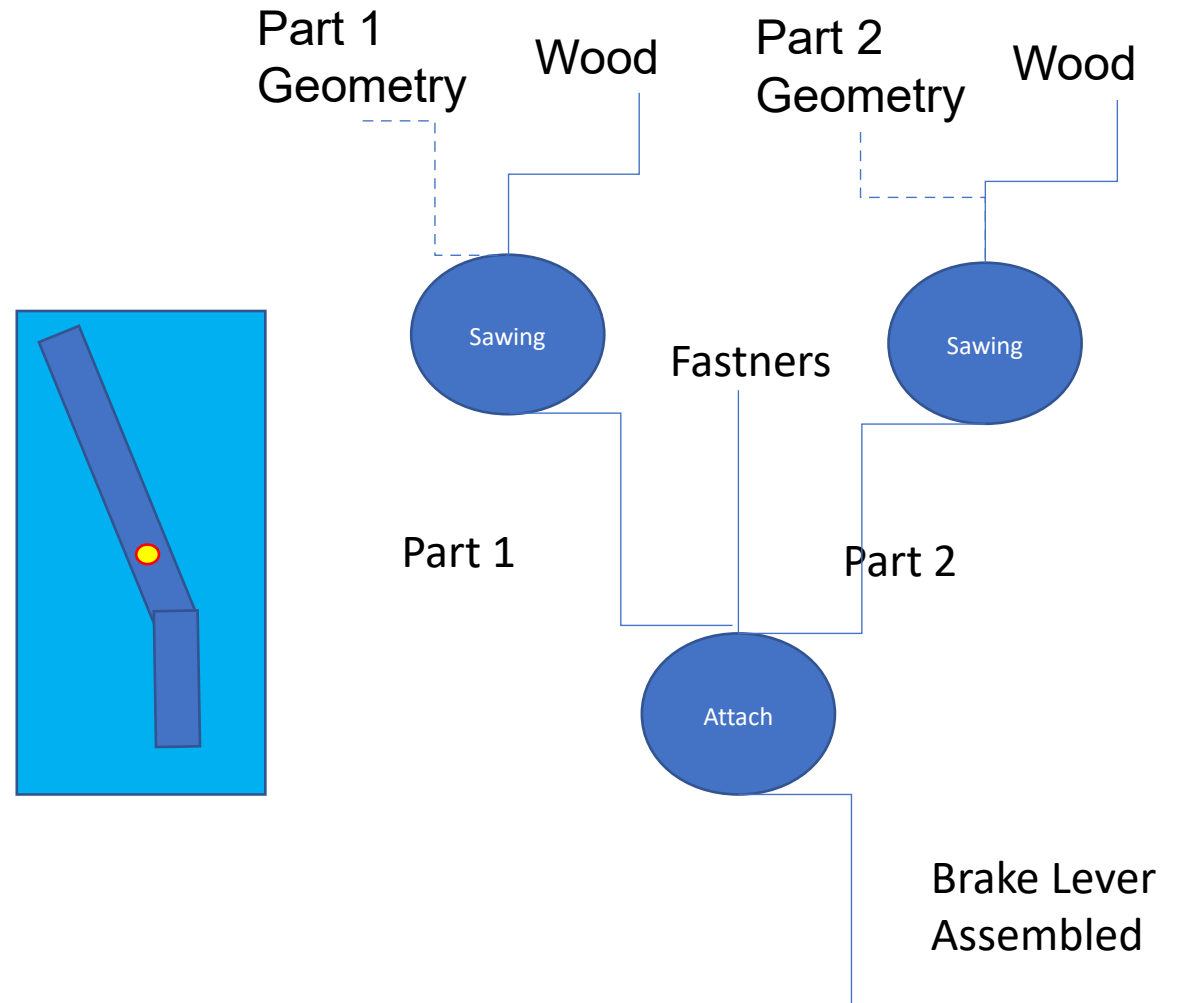 Part 1
Geometry
Wood
Part 2
Geometry
Wood
Sawing
Sawing
Fastners
Part 1
Part 2
Attach
Brake Lever
Assembled